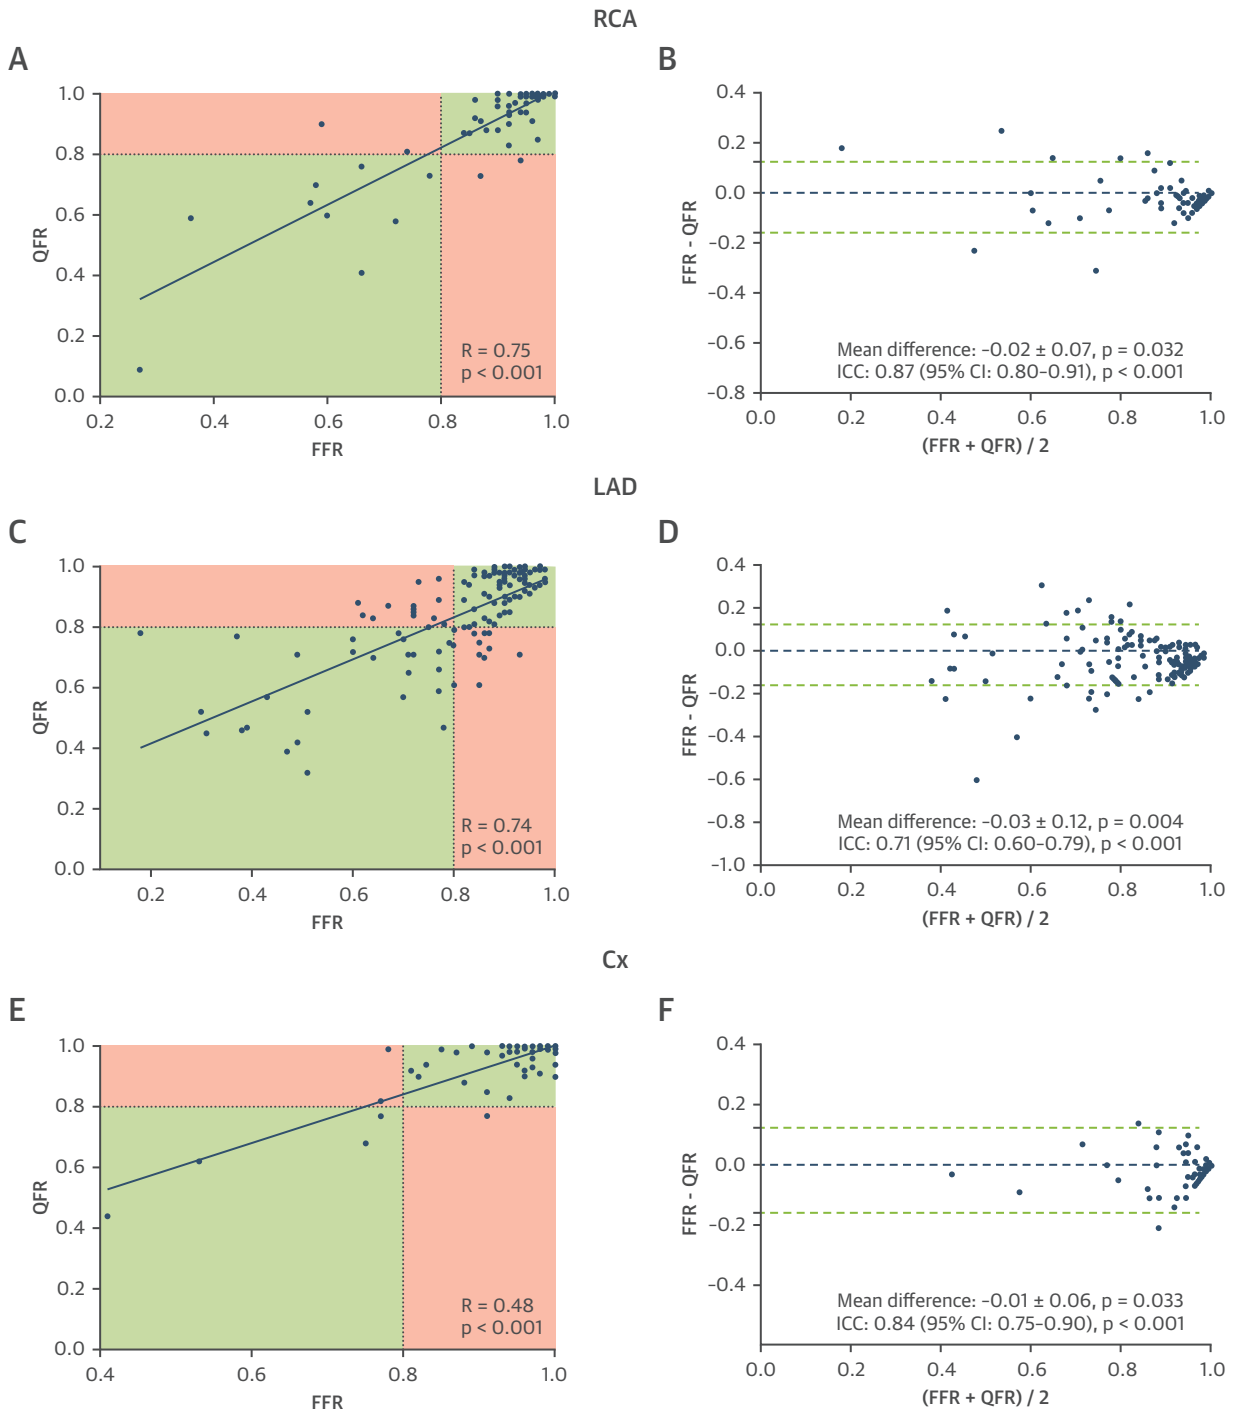 RCA
A
1.0
0.8
0.6
0.4
0.2
0.0
QFR
0.2
0.4
0.6
0.8
1.0
FFR
R = 0.75
p < 0.001
B
0.4
0.2
0.0
-0.2
-0.4
-0.6
-0.8
FFR - QFR
0.0
0.2
0.4
0.6
0.8
1.0
(FFR + QFR) / 2
Mean difference: -0.02 ± 0.07, p = 0.032
ICC: 0.87 (95% CI: 0.80-0.91), p < 0.001
LAD
C
1.0
0.8
0.6
0.4
0.2
0.0
QFR
0.2
0.4
0.6
0.8
1.0
FFR
R = 0.74
p < 0.001
D
0.4
0.2
0.0
-0.2
-0.4
-0.6
-0.8
-1.0
FFR - QFR
0.0
0.2
0.4
0.6
0.8
1.0
(FFR + QFR) / 2
Mean difference: -0.03 ± 0.12, p = 0.004
ICC: 0.71 (95% CI: 0.60-0.79), p < 0.001
Cx
E
1.0
0.8
0.6
0.4
0.2
0.0
QFR
0.4
0.6
0.8
1.0
FFR
R = 0.48
p < 0.001
F
0.4
0.2
0.0
-0.2
-0.4
FFR - QFR
0.0
0.2
0.4
0.6
0.8
1.0
(FFR + QFR) / 2
Mean difference: -0.01 ± 0.06, p = 0.033
ICC: 0.84 (95% CI: 0.75-0.90), p < 0.001